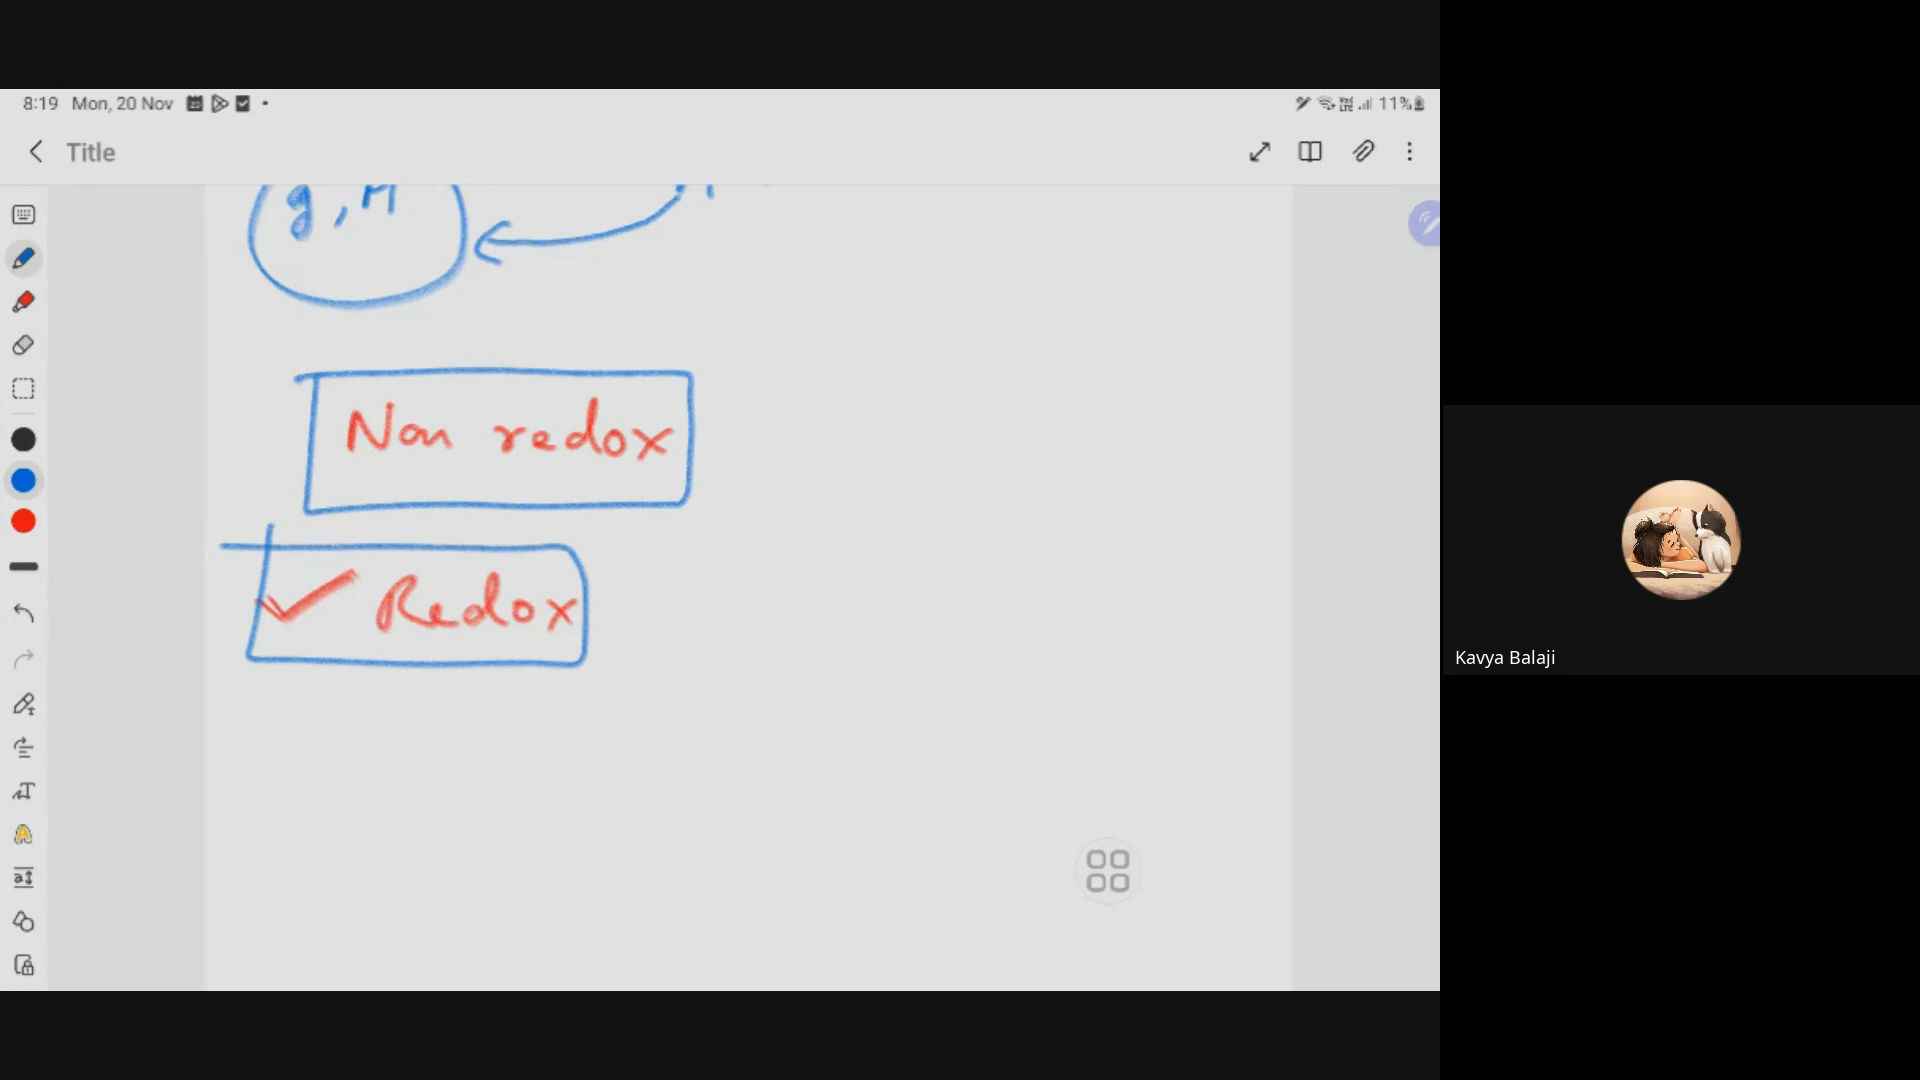 8:19 Mon, 20 Nov
11%
Title
g, M
Non redox
Redox
Kavya Balaji